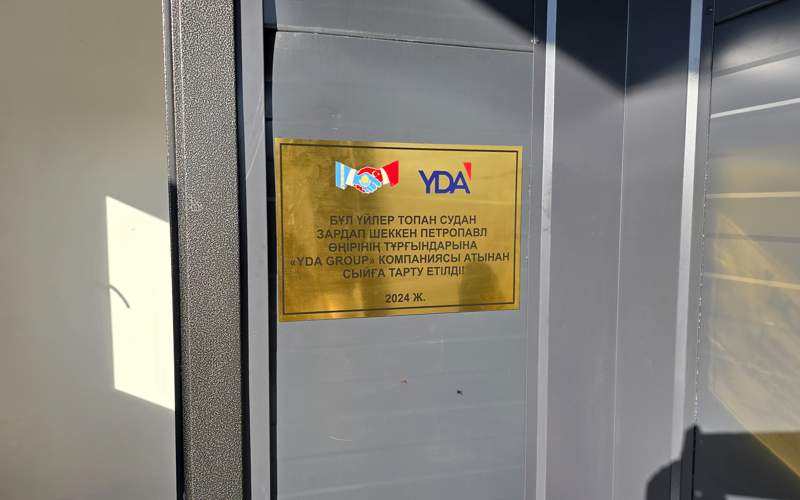 YDA
БҰЛ ҮЙЛЕР ТОПАН СУДАН
ЗАРДАП ШЕККЕН ПЕТРОПАВЛ
ӨҢІРІНІҢ ТҰРҒЫНДАРЫНА
«YDA GROUP» КОМПАНИЯСЫ АТЫНАН
СЫЙҒА ТАРТУ ЕТІЛДІ!
2024 Ж.